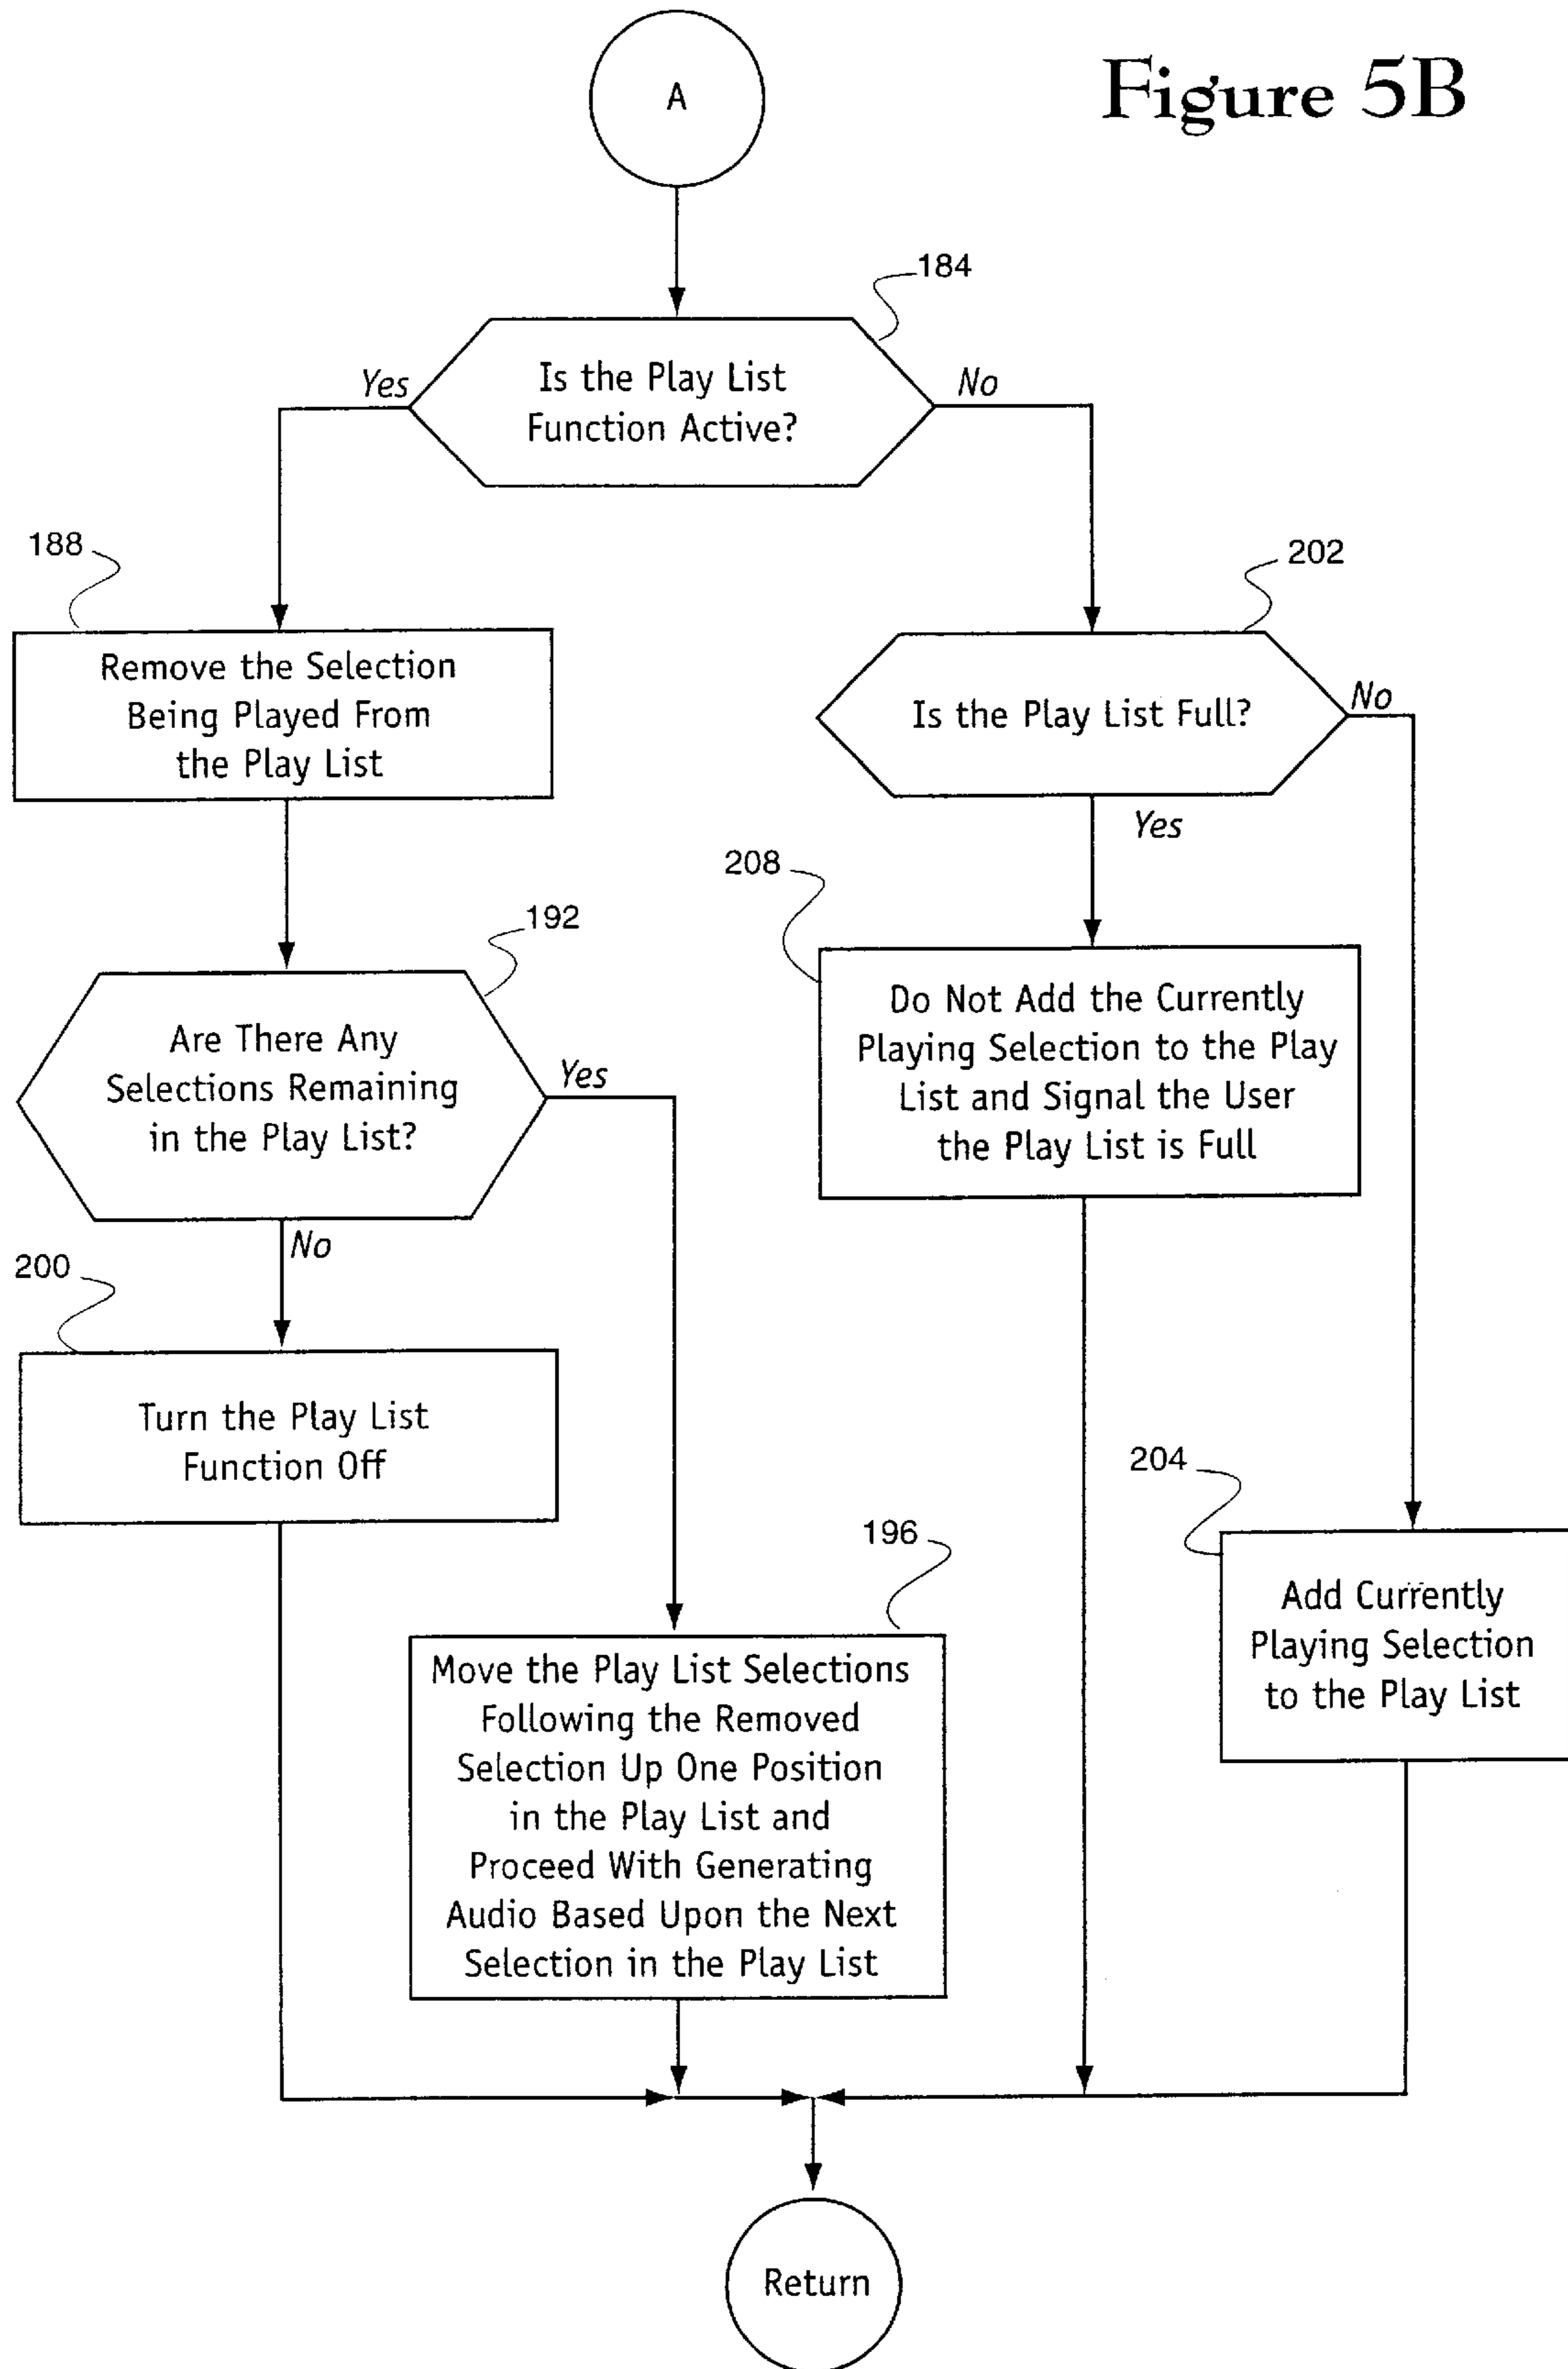 Figure 5B
A
184
Yes
Is the Play List
Function Active?
No
188
Remove the Selection
Being Played From
the Play List
202
Is the Play List Full?
No
Yes
192
Are There Any
Selections Remaining
in the Play List?
Yes
No
208
Do Not Add the Currently
Playing Selection to the Play
List and Signal the User
the Play List is Full
200
Turn the Play List
Function Off
196
Move the Play List Selections
Following the Removed
Selection Up One Position
in the Play List and
Proceed With Generating
Audio Based Upon the Next
Selection in the Play List
204
Add Currently
Playing Selection
to the Play List
Return